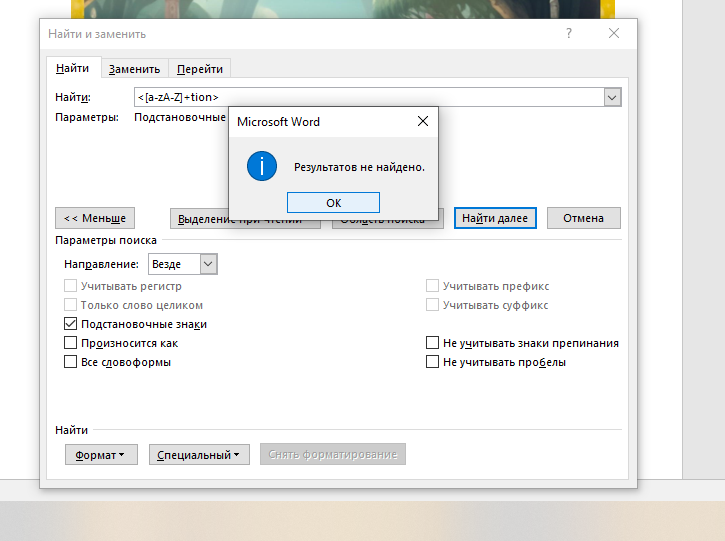 Найти и заменить
?
Найти
Заменить
Перейти
Найти:
<[a-zA-Z]+tion>
Параметры:
Подстановочные
Microsoft Word
Результатов не найдено.
OK
<< Меньше
Выделение при чтении
Область поиска
Найти далее
Отмена
Параметры поиска
Направление:
Везде
Учитывать регистр
Учитывать префикс
Только слово целиком
Учитывать суффикс
Подстановочные знаки
Произносится как
Не учитывать знаки препинания
Все словоформы
Не учитывать пробелы
Найти
Формат
Специальный
Снять форматирование